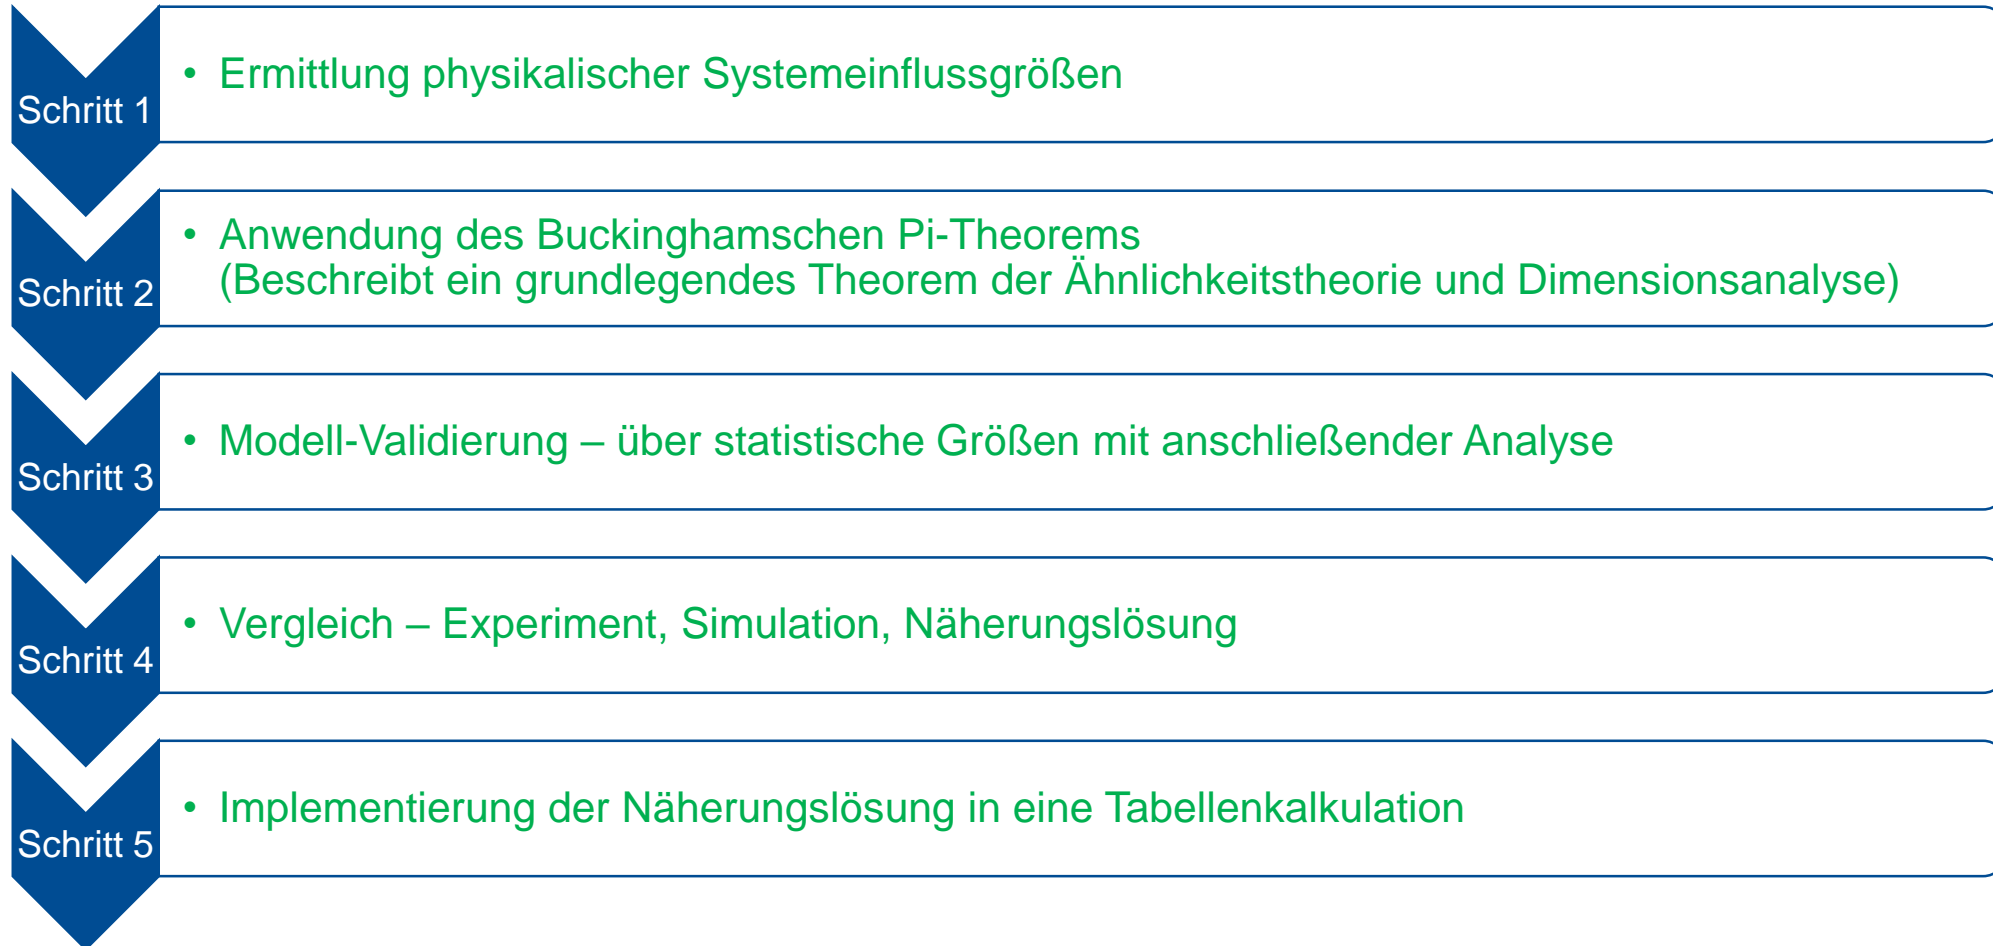 Schritt 1
• Ermittlung physikalischer Systemeinflussgrößen
Schritt 2
• Anwendung des Buckinghamschen Pi-Theorems
(Beschreibt ein grundlegendes Theorem der Ähnlichkeitstheorie und Dimensionsanalyse)
Schritt 3
• Modell-Validierung – über statistische Größen mit anschließender Analyse
Schritt 4
• Vergleich – Experiment, Simulation, Näherungslösung
Schritt 5
• Implementierung der Näherungslösung in eine Tabellenkalkulation